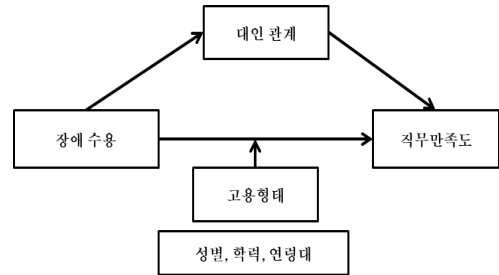 대인 관계
장애 수용
직무만족도
고용형태
성별, 학력, 연령대